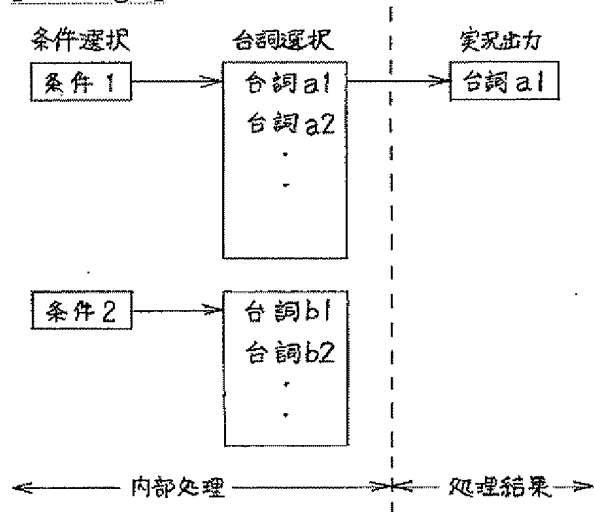 条件選択
台詞選択
実況出力
条件1
台詞a1
台詞a2
・
・
台詞a1
条件2
台詞b1
台詞b2
・
・
内部処理
処理結果